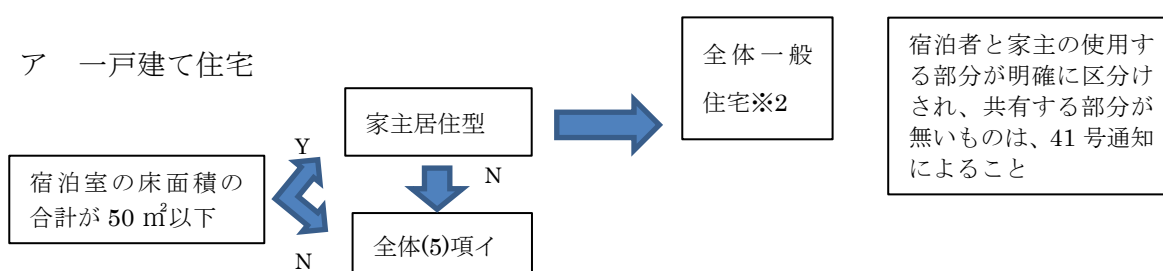 ア 一戸建て住宅
宿泊室の床面積の
合計が 50 ㎡以下
Y
N
家主居住型
N
全体(5)項イ
全体一般
住宅※2
宿泊者と家主の使用す
る部分が明確に区分け
され、共有する部分が
無いものは、41 号通知
によること